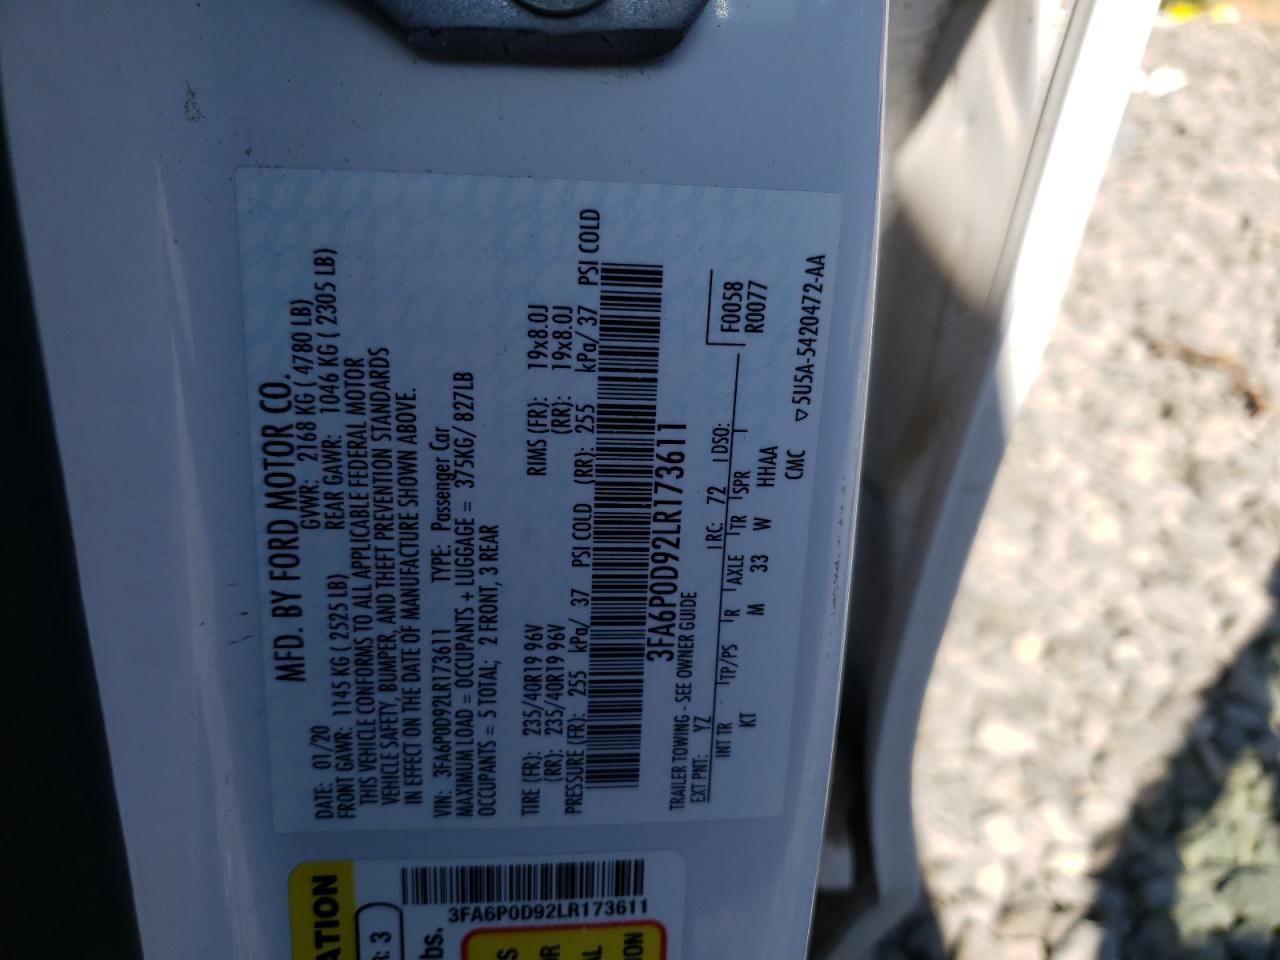 MFD. BY FORD MOTOR CO.
DATE: 01/20 GVWR: 2168 KG ( 4780 LB)
FRONT GAWR: 1145 KG ( 2525 LB) REAR GAWR: 1046 KG ( 2305 LB)
THIS VEHICLE CONFORMS TO ALL APPLICABLE FEDERAL MOTOR
VEHICLE SAFETY, BUMPER, AND THEFT PREVENTION STANDARDS
IN EFFECT ON THE DATE OF MANUFACTURE SHOWN ABOVE.
VIN: 3FA6P0D92LR173611 TYPE: Passenger Car
MAXIMUM LOAD = OCCUPANTS + LUGGAGE = 375KG/ 827LB
OCCUPANTS = 5 TOTAL; 2 FRONT, 3 REAR
TIRE (FR): 235/40R19 96V RIMS (FR): 19x8.0J
(RR): 235/40R19 96V (RR): 19x8.0J
PRESSURE (FR): 255 kPa/ 37 PSI COLD (RR): 255 kPa/ 37 PSI COLD
3FA6P0D92LR173611
TRAILER TOWING - SEE OWNER GUIDE
F0058
R0077
EXT PNT: YZ RC: 72 DSO:
INT TR TP/PS R AXLE TR SPR
KT M 33 W HHAA
CMC ▽5U5A-5420472-AA
3FA6P0D92LR173611